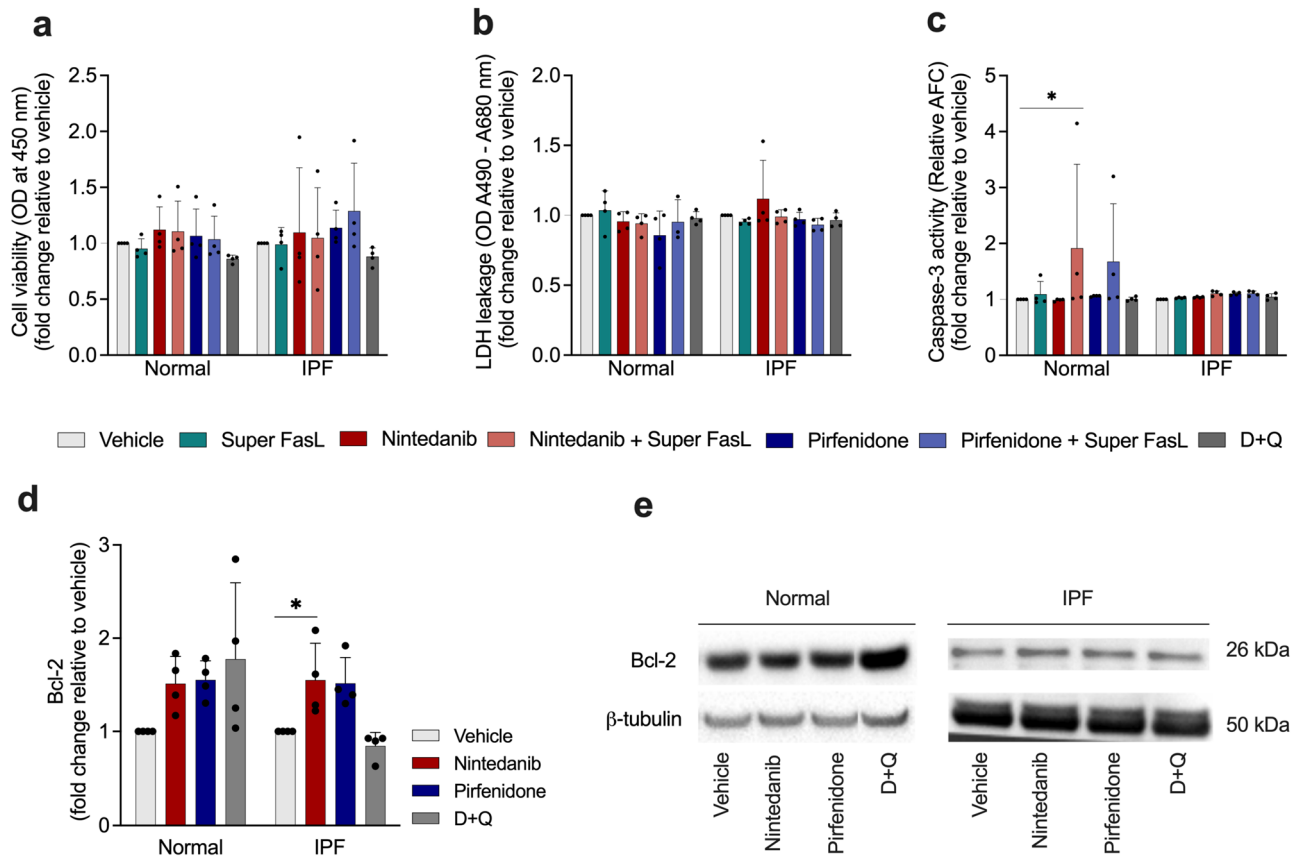 a
Cell viability (OD at 450 nm)
(fold change relative to vehicle)
2.5
2.0
1.5
1.0
0.5
0.0
Normal IPF
b
LDH leakage (OD A490 - A680 nm)
(fold change relative to vehicle)
2.0
1.5
1.0
0.5
0.0
Normal IPF
c
Caspase-3 activity (Relative AFC)
(fold change relative to vehicle)
5
4
3
2
1
0
*
Normal IPF
Vehicle Super FasL Nintedanib Nintedanib + Super FasL Pirfenidone Pirfenidone + Super FasL D+Q
d
Bcl-2
(fold change relative to vehicle)
3
2
1
0
*
Normal IPF
Vehicle
Nintedanib
Pirfenidone
D+Q
e
Normal IPF
Bcl-2 26 kDa
β-tubulin 50 kDa
Vehicle
Nintedanib
Pirfenidone
D+Q
Vehicle
Nintedanib
Pirfenidone
D+Q